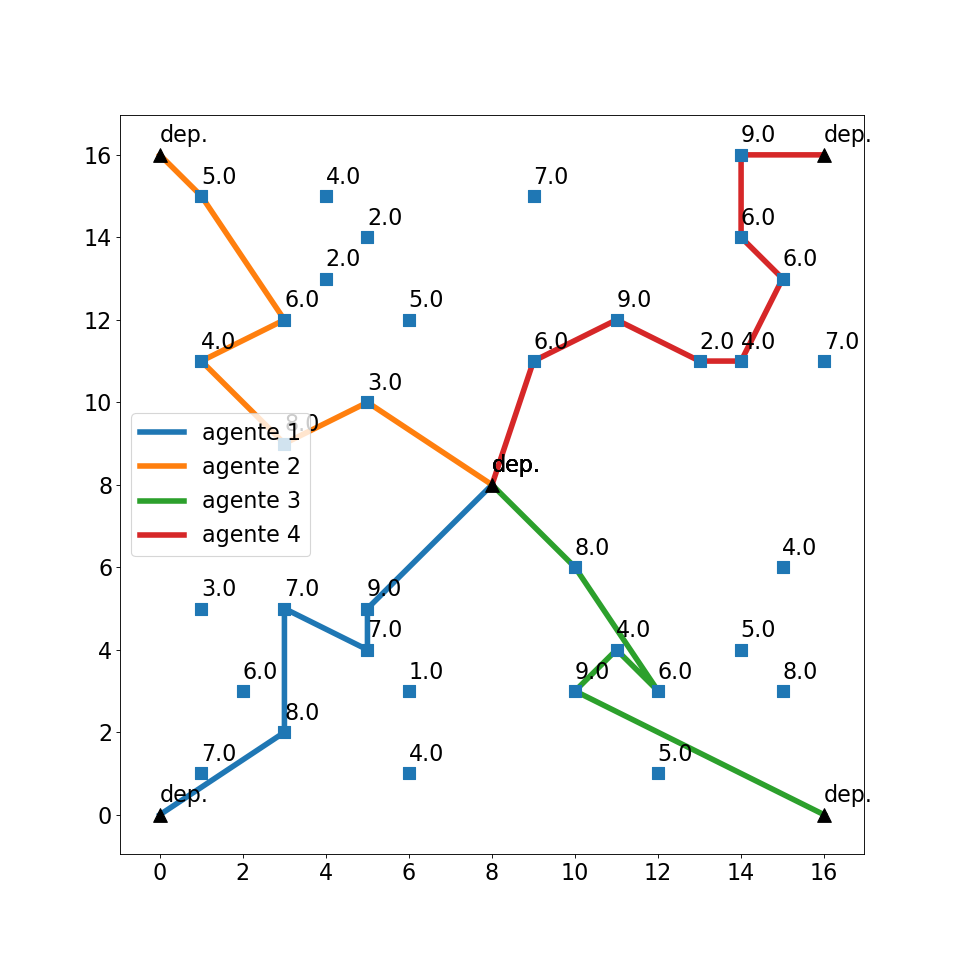 dep. 9.0 dep.
16
5.0 4.0 7.0
2.0 6.0
14
2.0 6.0
6.0 5.0 9.0
12
4.0 6.0 2.0 4.0 7.0
3.0
10
8.0
agente 1
agente 2
dep.
8
agente 3
agente 4
8.0 4.0
6
3.0 7.0 9.0
7.0 4.0 5.0
4
6.0 1.0 9.0 6.0 8.0
8.0
2
7.0 4.0 5.0
dep. dep.
0
0 2 4 6 8 10 12 14 16